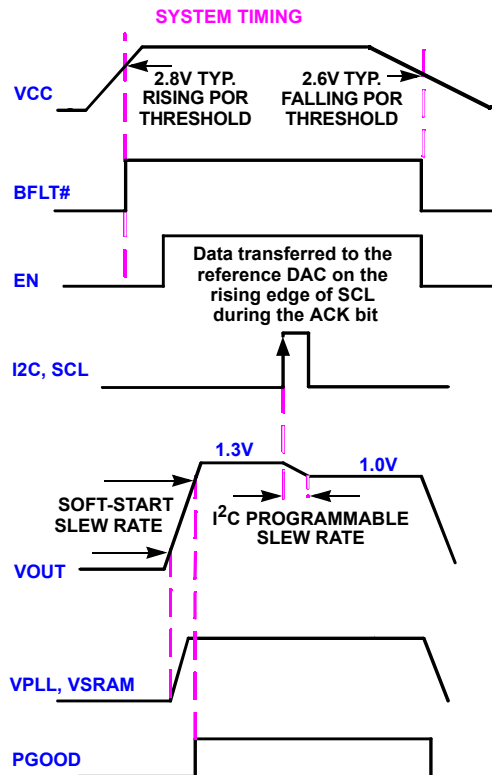 SYSTEM TIMING
2.8V TYP.
RISING POR
THRESHOLD
2.6V TYP.
FALLING POR
THRESHOLD
VCC
BFLT#
EN
Data transferred to the
reference DAC on the
rising edge of SCL
during the ACK bit
I2C, SCL
1.3V
1.0V
SOFT-START
SLEW RATE
I²C PROGRAMMABLE
SLEW RATE
VOUT
VPLL, VSRAM
PGOOD